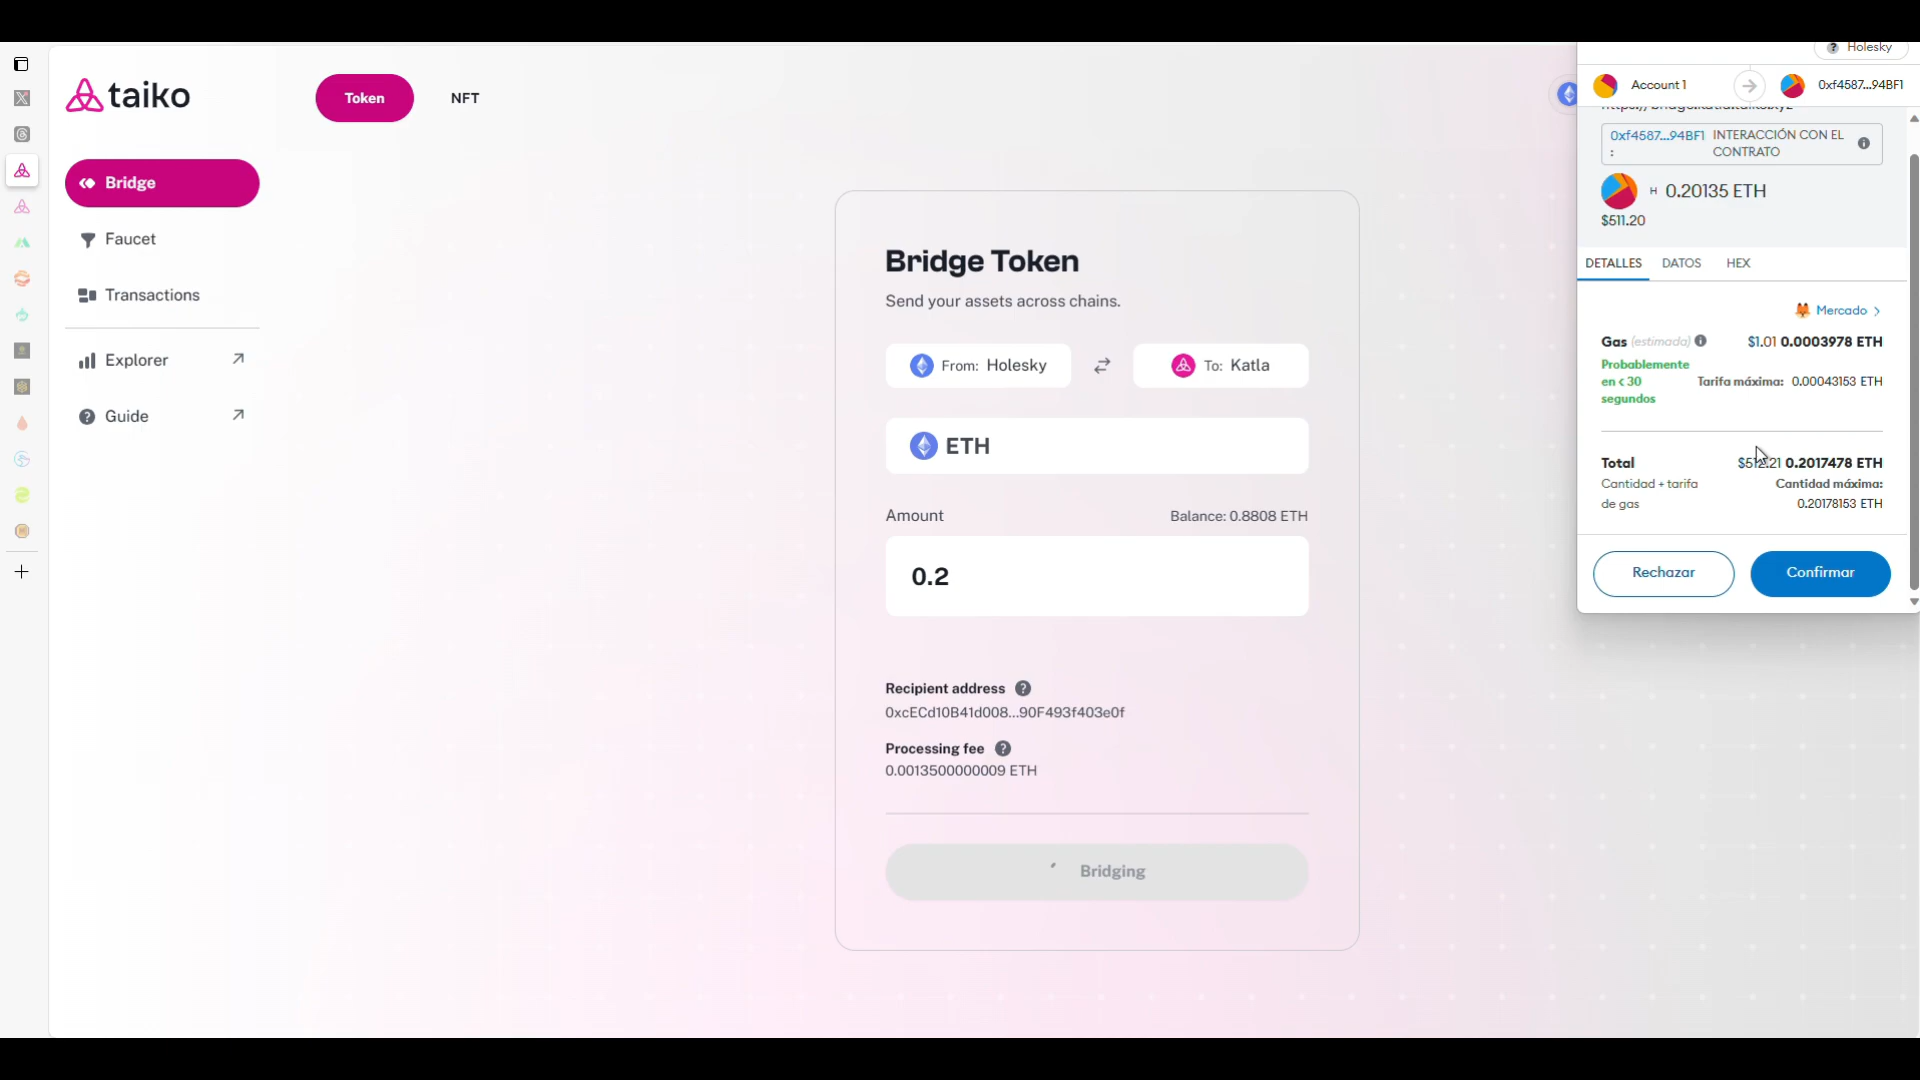 taiko
Token
NFT
Bridge
Faucet
Transactions
Explorer
Guide
Bridge Token
Send your assets across chains.
From: Holesky
To: Katla
ETH
Amount
Balance: 0.8808 ETH
0.2
Recipient address ?
0xcECd10B41d008...90F493f403e0f
Processing fee ?
0.0013500000009 ETH
Bridging
? Holesky
Account 1
0xf4587...94BF1
0xf4587...94BF1 INTERACCIÓN CON EL
: CONTRATO
H 0.20135 ETH
$511.20
DETALLES DATOS HEX
Mercado >
Gas (estimada) $1.01 0.0003978 ETH
Probablemente
en < 30 Tarifa máxima: 0.00043153 ETH
segundos
Total $512.21 0.2017478 ETH
Cantidad + tarifa Cantidad máxima:
de gas 0.20178153 ETH
Rechazar Confirmar